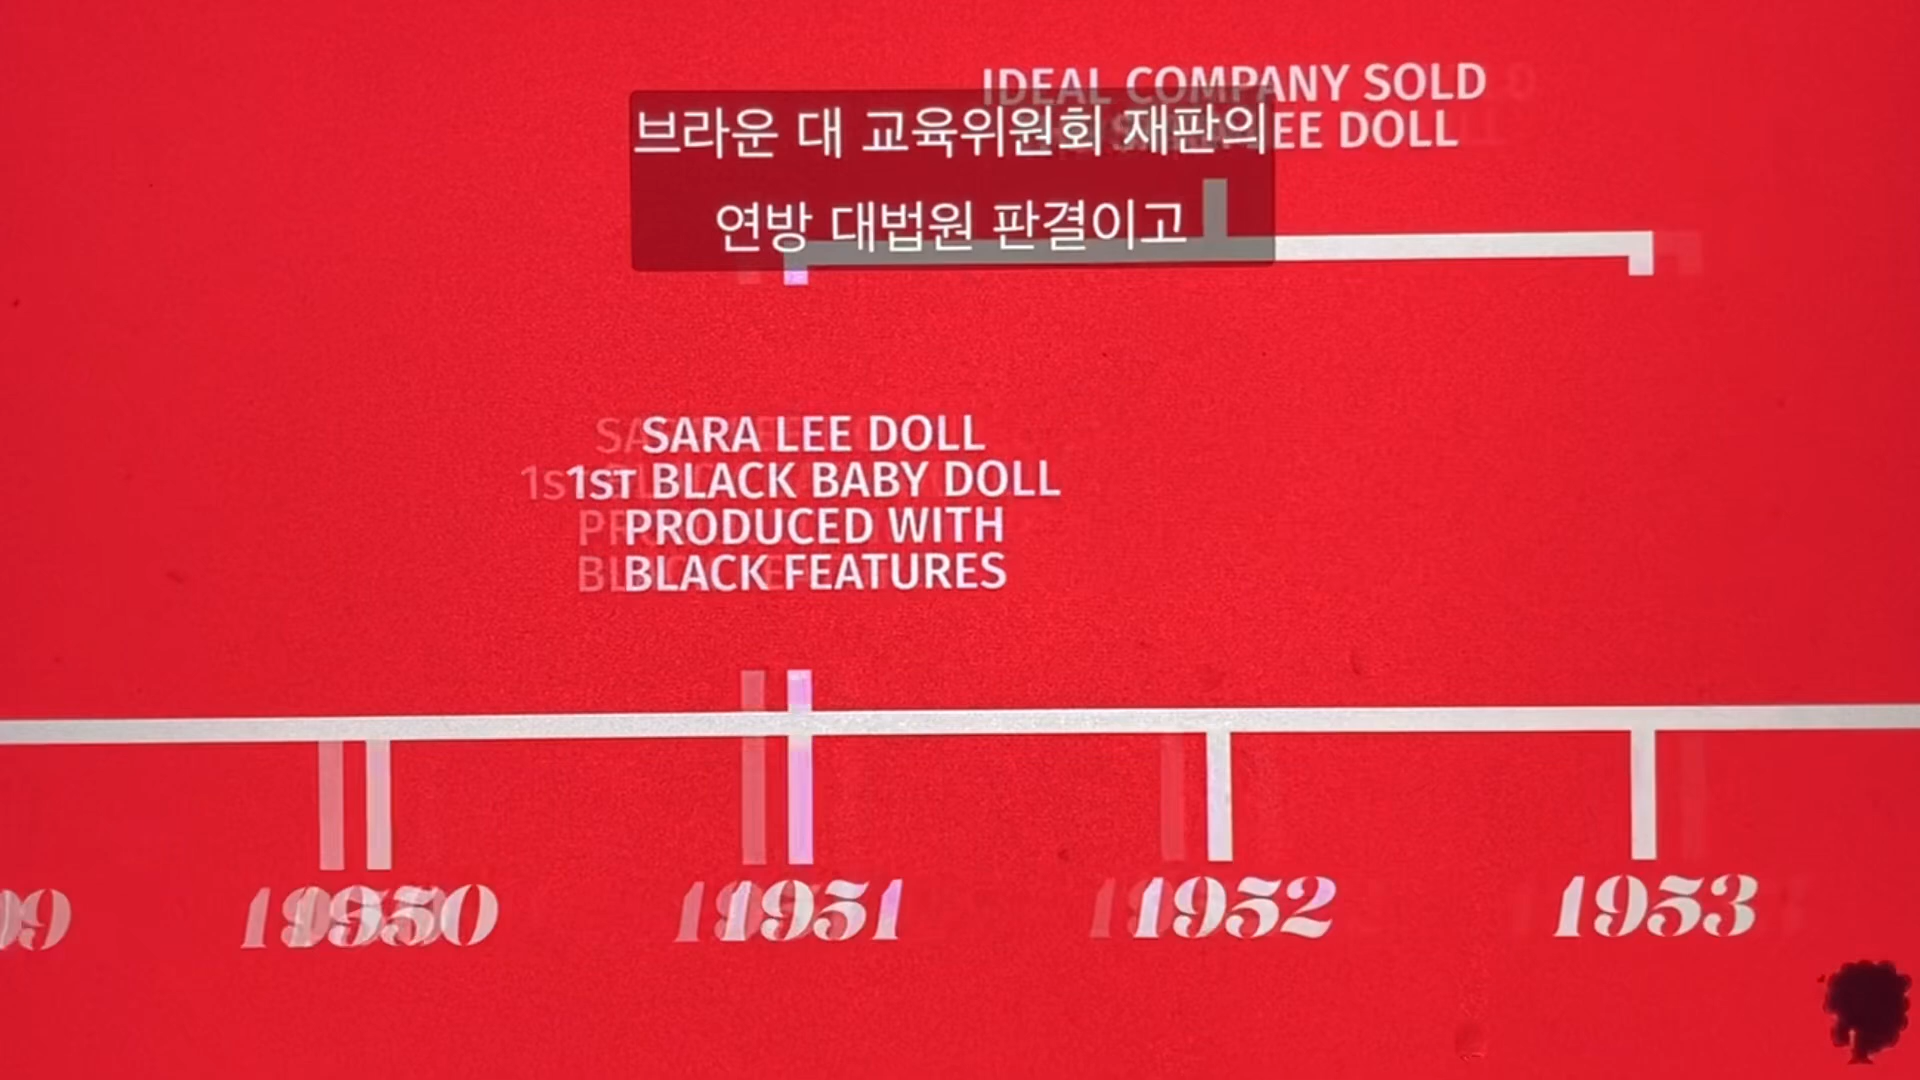 IDEAL COMPANY SOLD
EE DOLL
브라운 대 교육위원회 재판의
연방 대법원 판결이고
SARA LEE DOLL
1ST BLACK BABY DOLL
PRODUCED WITH
BLACK FEATURES
1950
1951
1952
1953